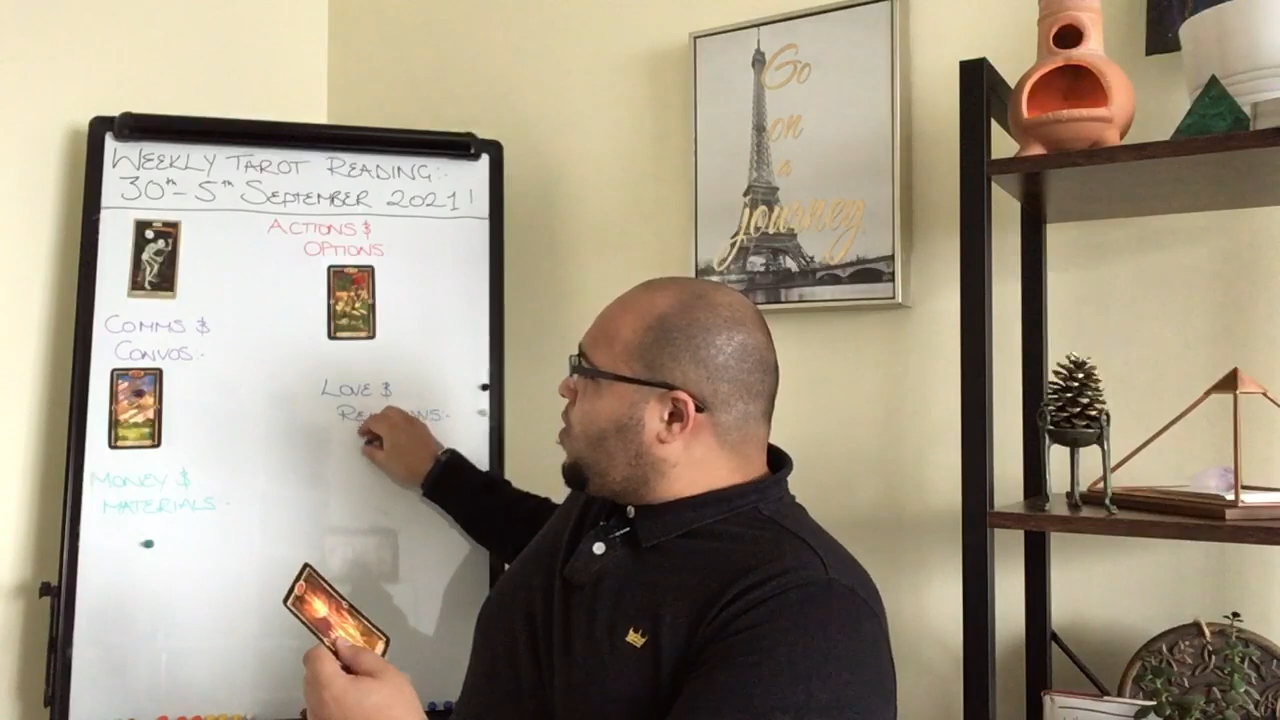 WEEKLY TAROT READING:-
30th - 5th SEPTEMBER 2021!
ACTIONS &
OPTIONS
COMMS &
CONVOS:-
LOVE &
MONEY &
MATERIALS:-
Go
on
a
journey